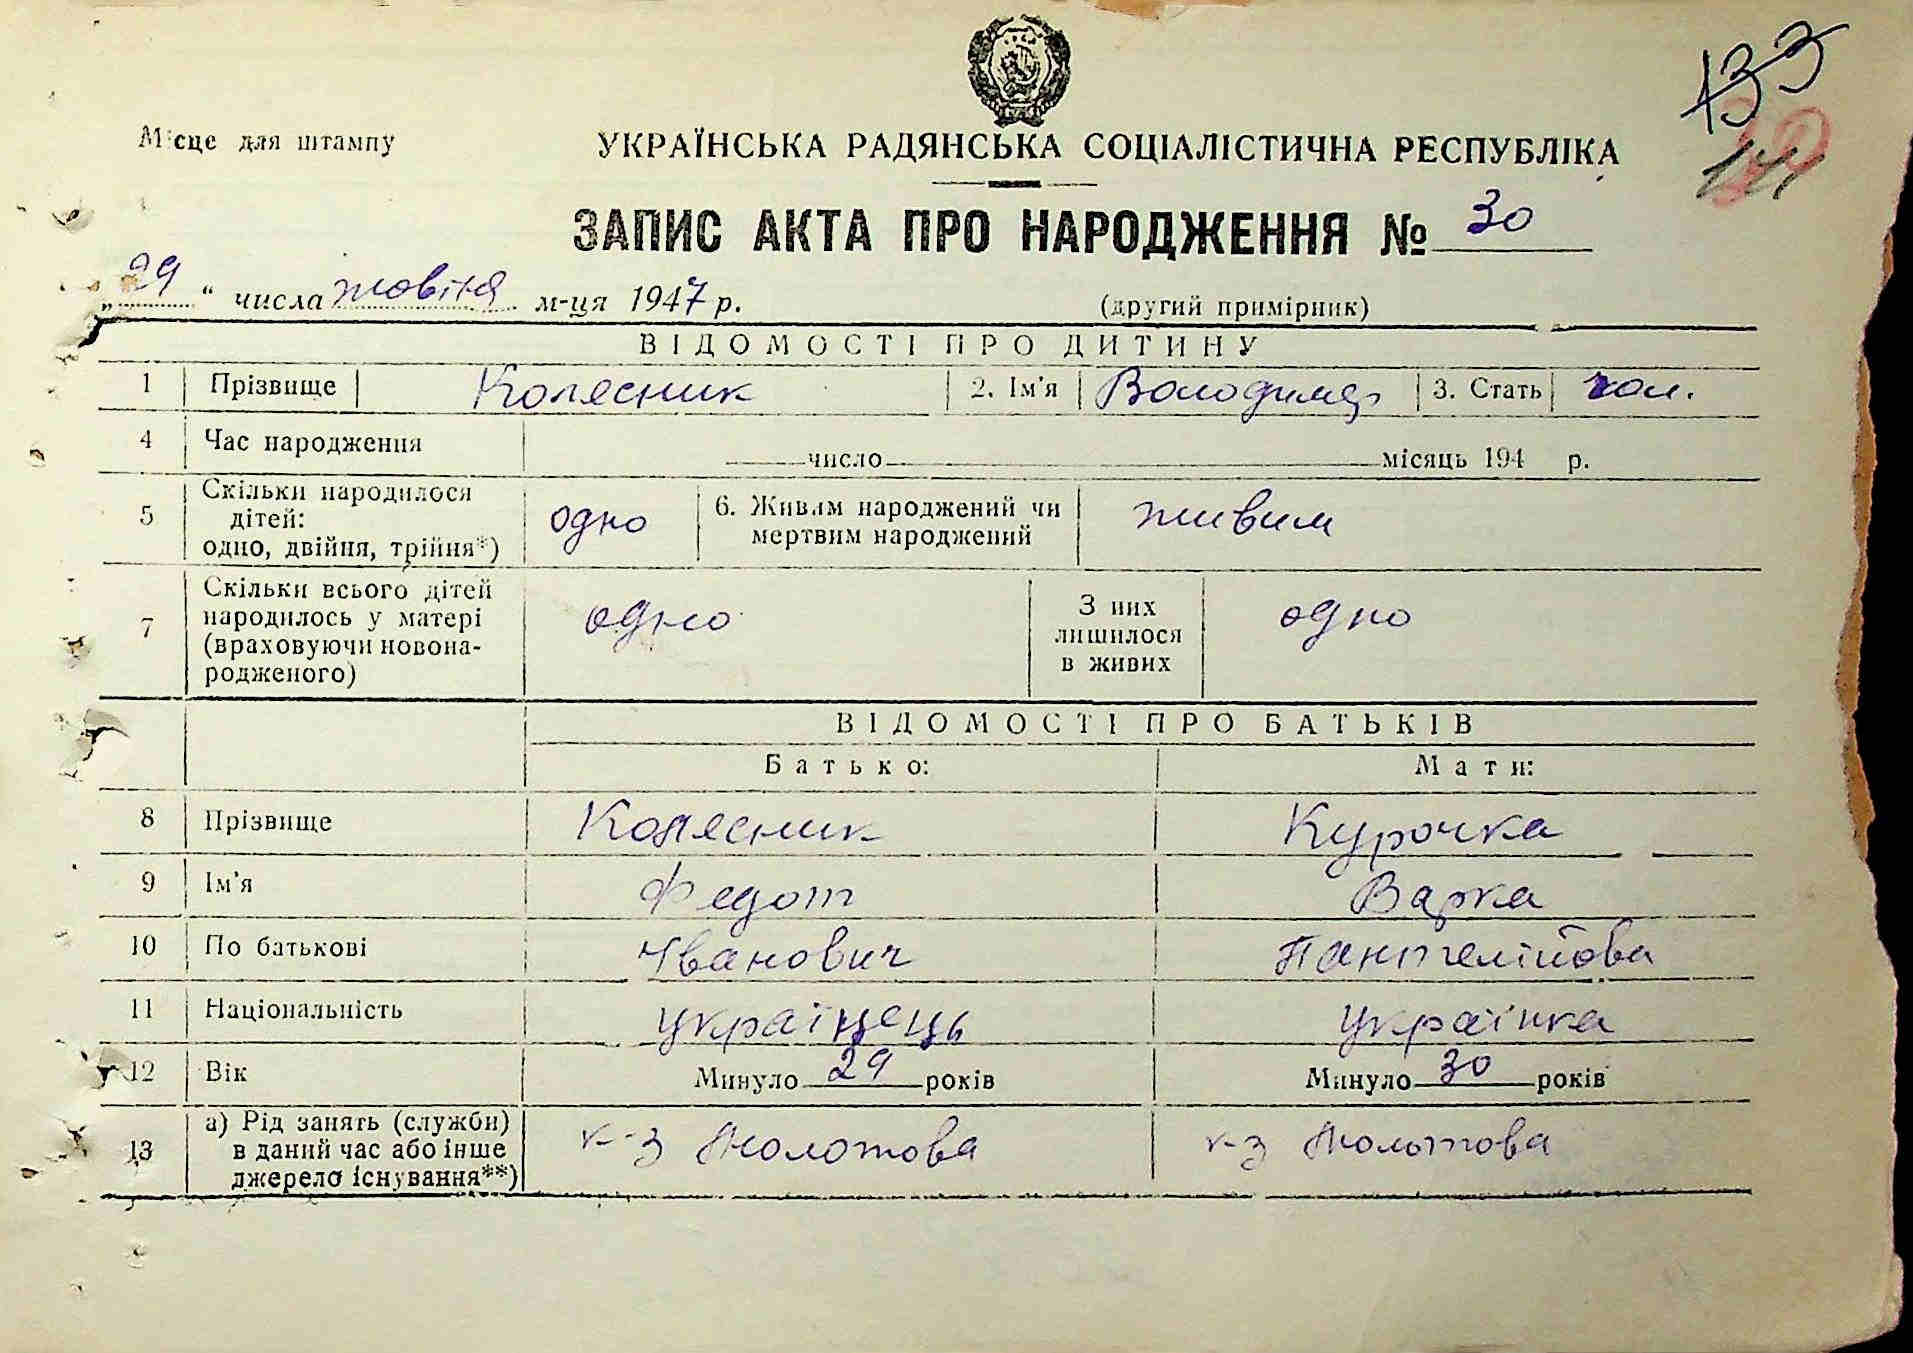 133
Місце для штампу
УКРАЇНСЬКА РАДЯНСЬКА СОЦІАЛІСТИЧНА РЕСПУБЛІКА
ЗАПИС АКТА ПРО НАРОДЖЕННЯ № 30
„29“ числа жовтня м-ця 1947 р.
(другий примірник)
ВІДОМОСТІ ПРО ДИТИНУ
1 Прізвище Колесник 2. Ім'я Володимер 3. Стать чол.
4 Час народження число місяць 194 р.
5 Скільки народилося дітей: одно, двійня, трійня*) одно 6. Живим народжений чи мертвим народжений живим
7 Скільки всього дітей народилось у матері (враховуючи новонародженого) одно З них лишилося в живих одно
ВІДОМОСТІ ПРО БАТЬКІВ
Батько: Мати:
8 Прізвище Колесник Курочка
9 Ім'я Федот Варка
10 По батькові Іванович Пантелійова
11 Національність українець українка
12 Вік Минуло 29 років Минуло 30 років
13 а) Рід занять (служби) в даний час або інше джерело існування**) к-з Молотова к-з Молотова